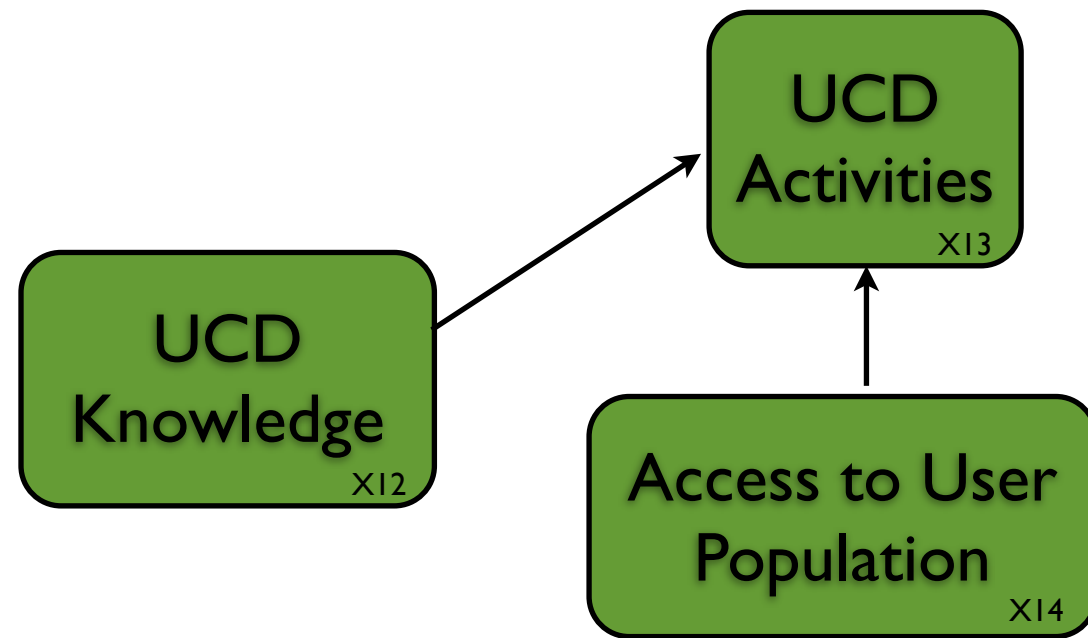 UCD
Activities
X13
UCD
Knowledge
X12
Access to User
Population
X14